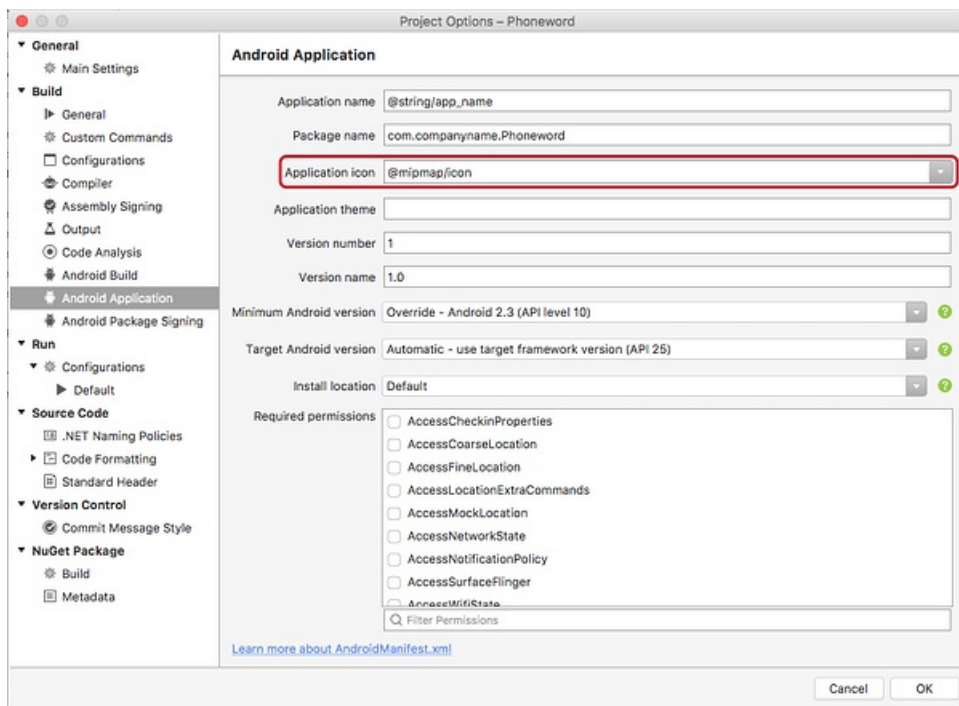 Project Options – Phoneword
General
Main Settings
Build
General
Custom Commands
Configurations
Compiler
Assembly Signing
Output
Code Analysis
Android Build
Android Application
Android Package Signing
Run
Configurations
Default
Source Code
.NET Naming Policies
Code Formatting
Standard Header
Version Control
Commit Message Style
NuGet Package
Build
Metadata
Android Application
Application name @string/app_name
Package name com.companyname.Phoneword
Application icon @mipmap/icon
Application theme
Version number 1
Version name 1.0
Minimum Android version Override - Android 2.3 (API level 10)
Target Android version Automatic - use target framework version (API 25)
Install location Default
Required permissions
AccessCheckinProperties
AccessCoarseLocation
AccessFineLocation
AccessLocationExtraCommands
AccessMockLocation
AccessNetworkState
AccessNotificationPolicy
AccessSurfaceFlinger
AccessWifiState
Filter Permissions
Learn more about AndroidManifest.xml
Cancel OK